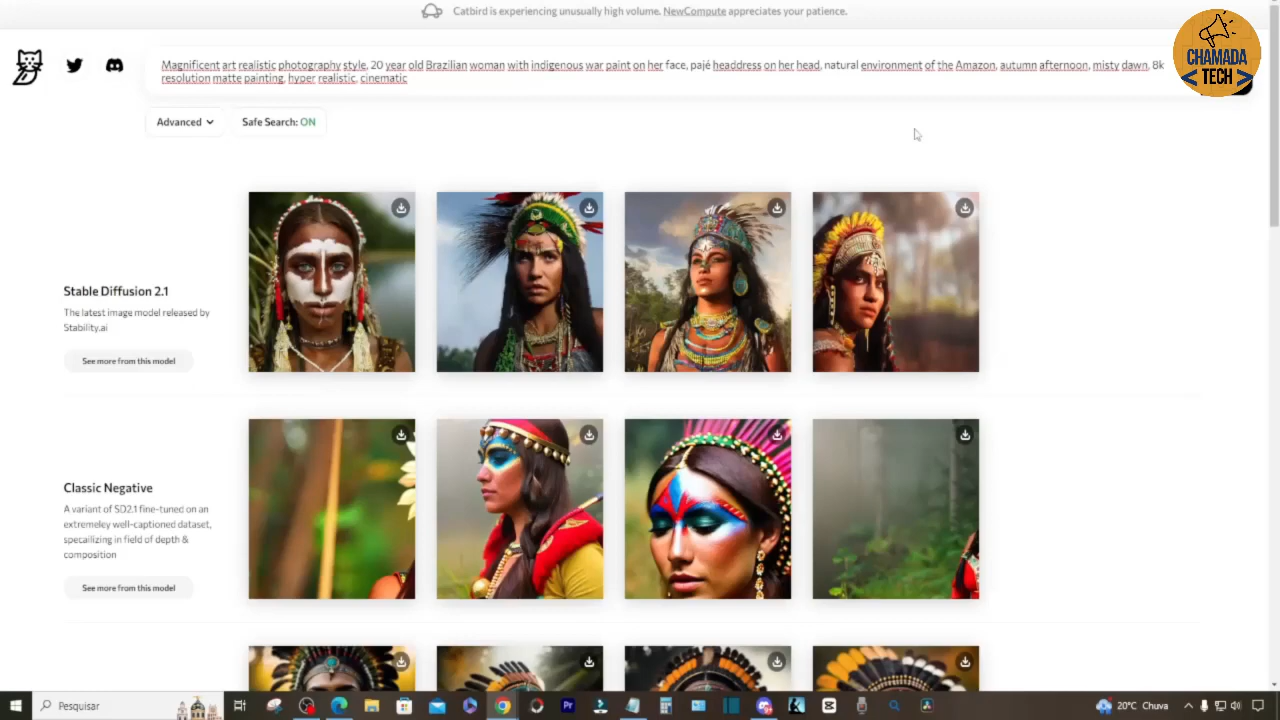 Catbird is experiencing unusually high volume. NewCompute appreciates your patience.
CHAMADA
< TECH >
Magnificent art realistic photography style, 20 year old Brazilian woman with indigenous war paint on her face, pajé headdress on her head, natural environment of the Amazon, autumn afternoon, misty dawn, 8k
resolution matte painting, hyper realistic, cinematic
Advanced
Safe Search: ON
Stable Diffusion 2.1
The latest image model released by
Stability.ai
See more from this model
Classic Negative
A variant of SD2.1 fine-tuned on an
extremeley well-captioned dataset,
specailizing in field of depth &
composition
See more from this model
Pesquisar
20°C Chuva